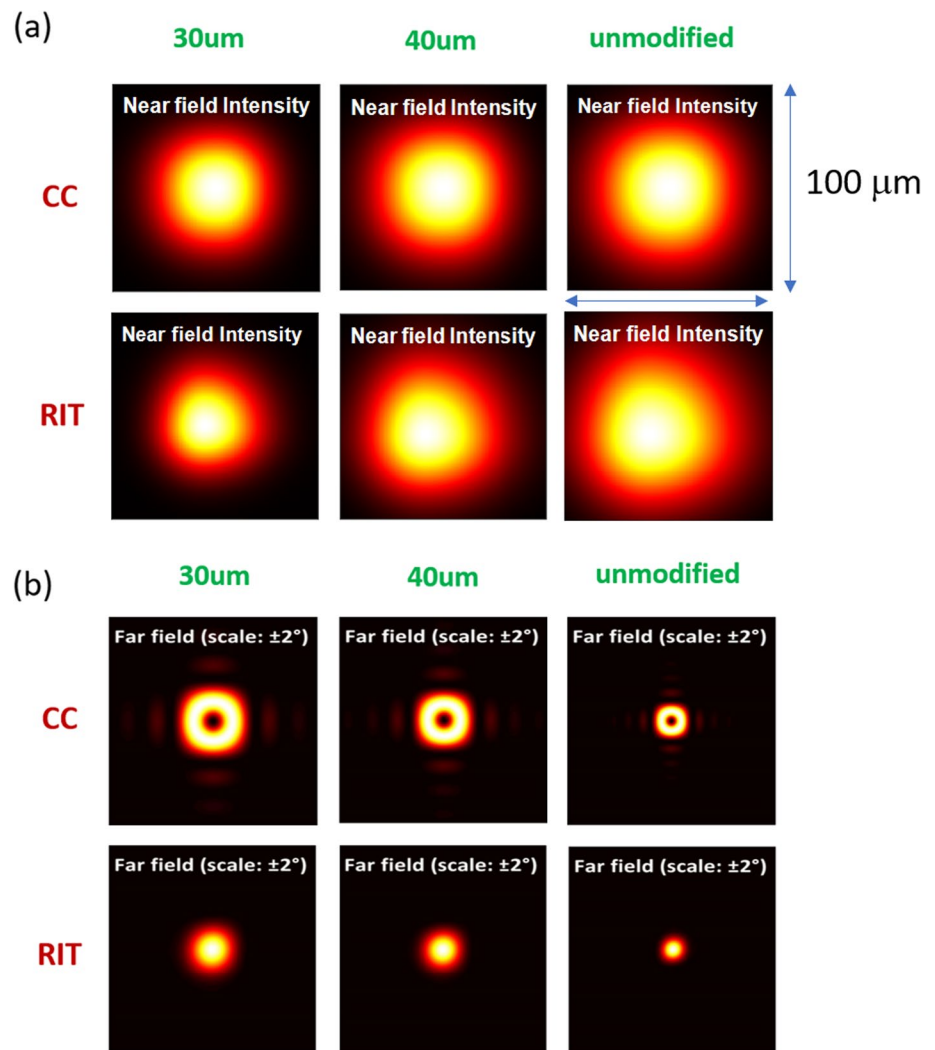 (a)
30um 40um unmodified
Near field Intensity Near field Intensity Near field Intensity
CC
100 μm
Near field Intensity Near field Intensity Near field Intensity
RIT
(b)
30um 40um unmodified
Far field (scale: ±2°) Far field (scale: ±2°) Far field (scale: ±2°)
CC
Far field (scale: ±2°) Far field (scale: ±2°) Far field (scale: ±2°)
RIT